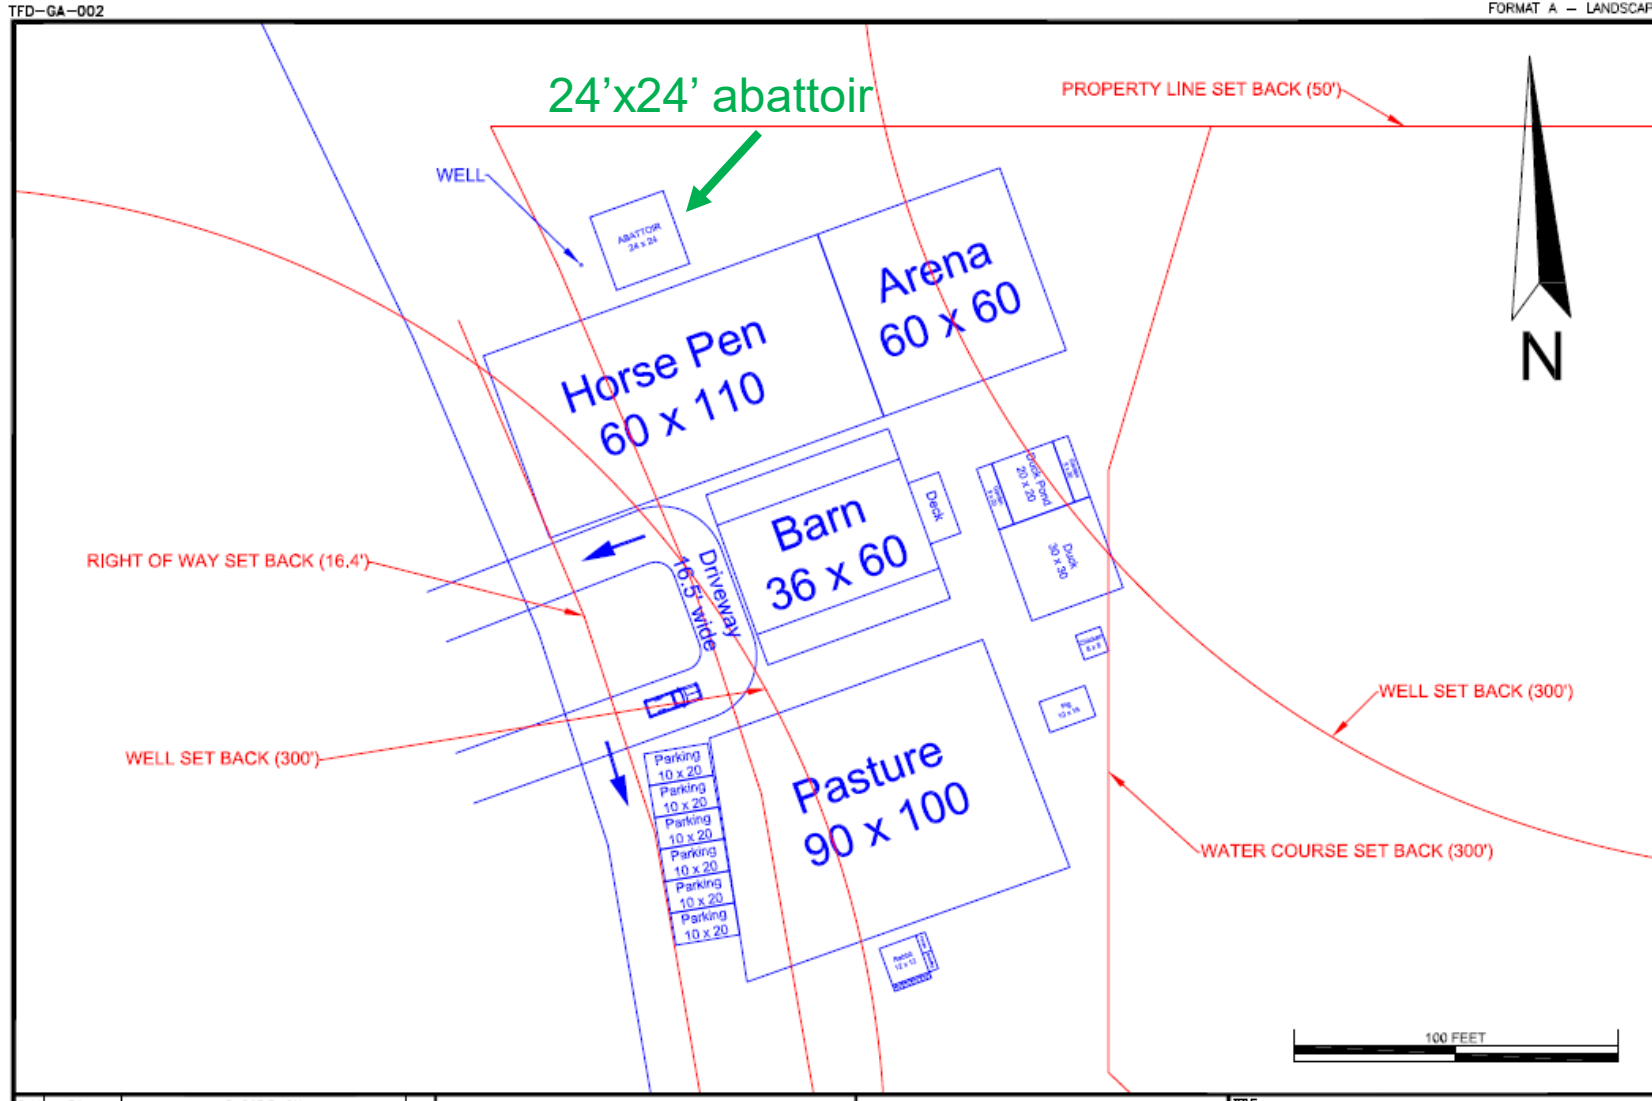 TFD-GA-002
FORMAT A - LANDSCAP
24'x24' abattoir
PROPERTY LINE SET BACK (50')
WELL
ABATTOIR
24 x 24
Arena
60 x 60
Horse Pen
60 x 110
N
Duck Pond
20 x 20
Deck
Barn
36 x 60
Duck
30 x 30
Driveway
16.5' wide
RIGHT OF WAY SET BACK (16.4')
WELL SET BACK (300')
WELL SET BACK (300')
Parking
10 x 20
Parking
10 x 20
Parking
10 x 20
Parking
10 x 20
Parking
10 x 20
Parking
10 x 20
Pasture
90 x 100
WATER COURSE SET BACK (300')
Rabbit
12 x 12
100 FEET